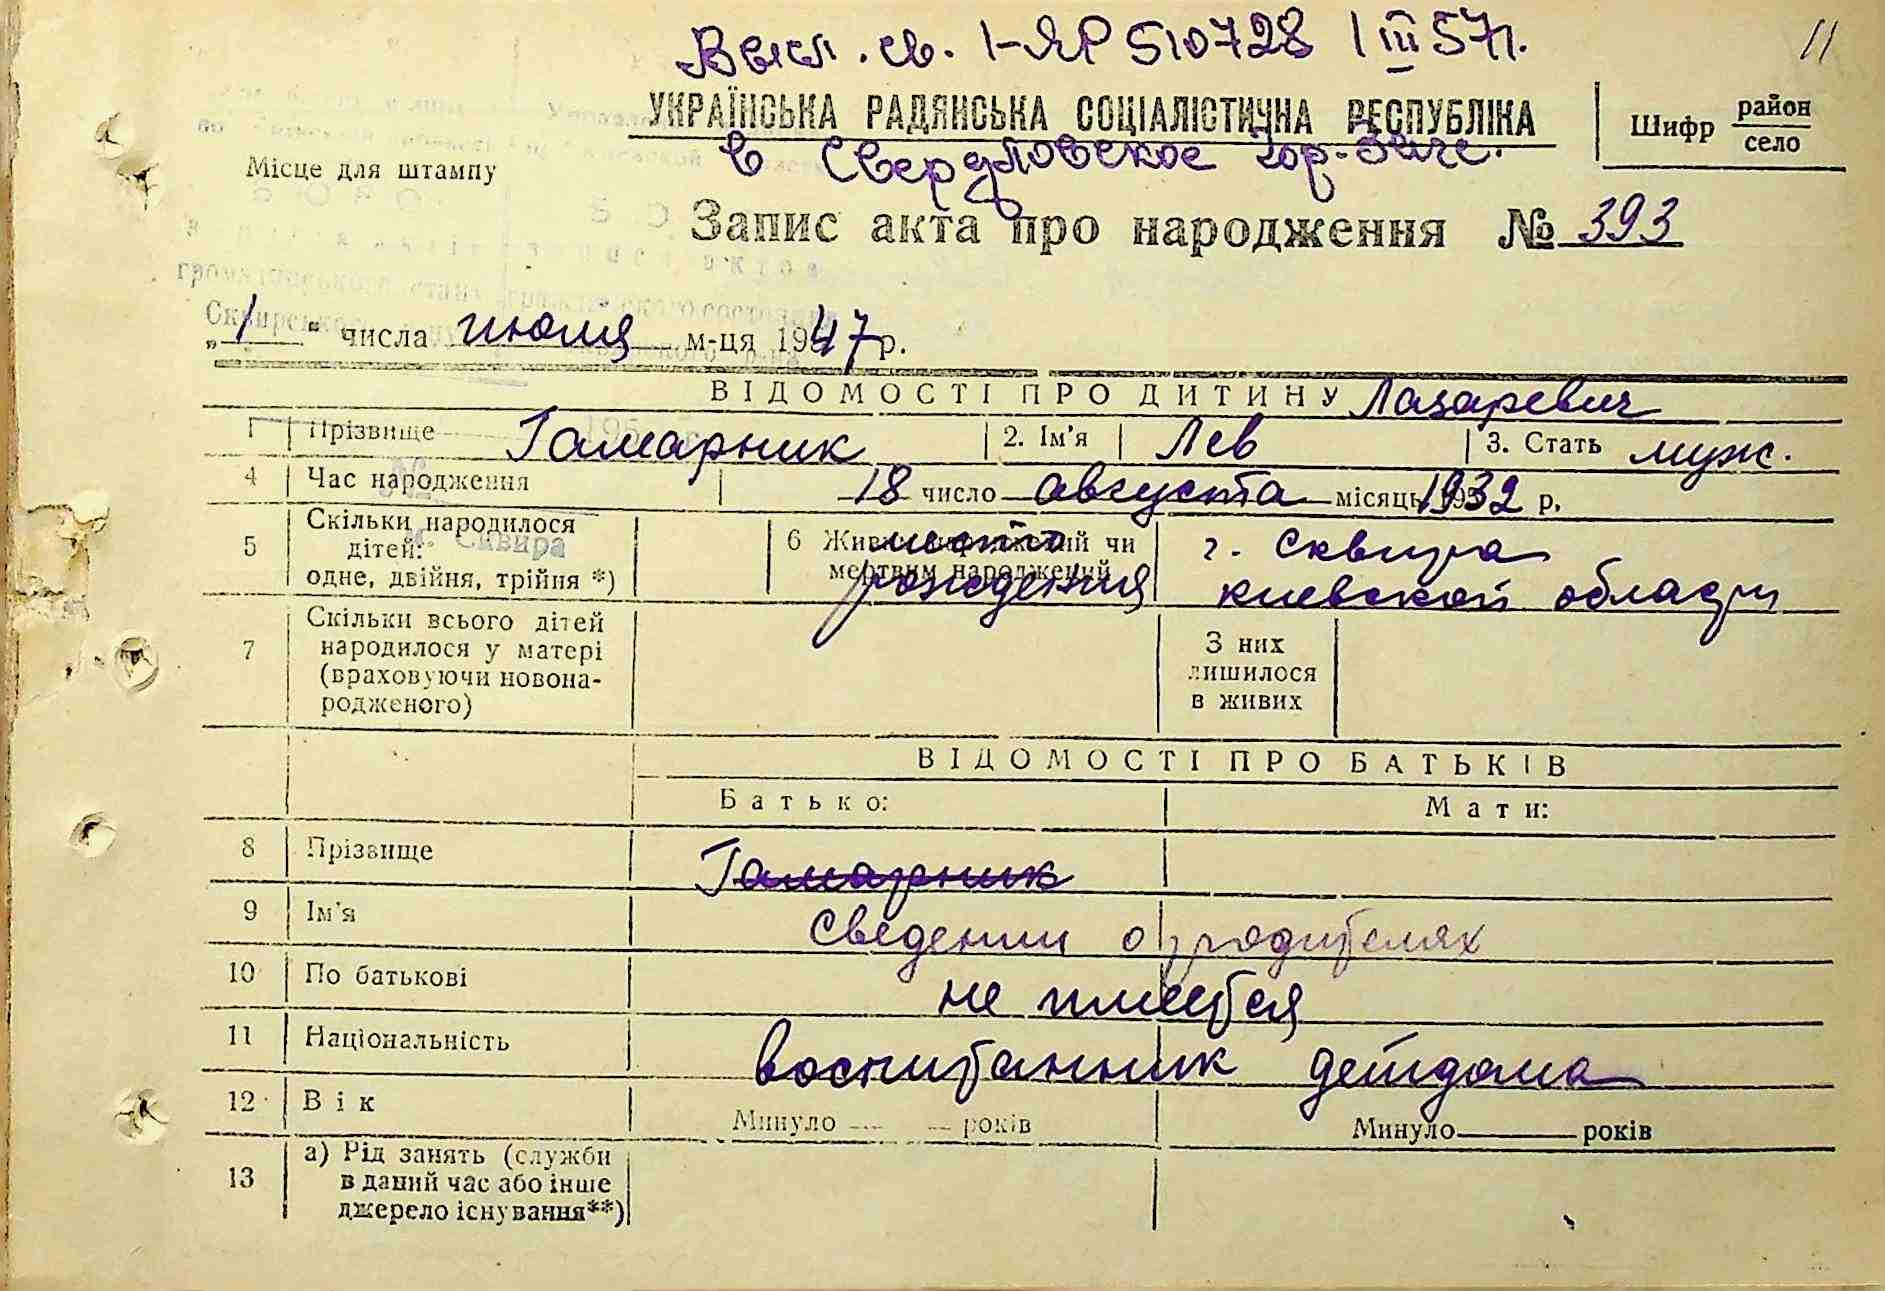 Высл. св. I-ЯР 510728 1 III 57г.
11
УКРАЇНСЬКА РАДЯНСЬКА СОЦІАЛІСТИЧНА РЕСПУБЛІКА
Шифр район
село
в Свердловское гор. Загс.
Місце для штампу
Запис акта про народження № 393
„1" числа июля м-ця 1947 р.
ВІДОМОСТІ ПРО ДИТИНУ Лазаревич
1 Прізвище Гамарник 2. Ім'я Лев 3. Стать муж.
4 Час народження 18 число августа місяць 1932 р.
5 Скільки народилося дітей: одне, двійня, трійня *) 6 Живим народжений чи мертвим народжений место рождения г. Сквира
киевской области
7 Скільки всього дітей народилося у матері (враховуючи новонародженого) З них лишилося в живих
ВІДОМОСТІ ПРО БАТЬКІВ
Батько: Мати:
8 Прізвище Гамарник
9 Ім'я Сведении о родителях
10 По батькові не имеется
11 Національність воспитанник детдома
12 Вік Минуло — — років Минуло — років
13 а) Рід занять (служби
в даний час або інше
джерело існування**)